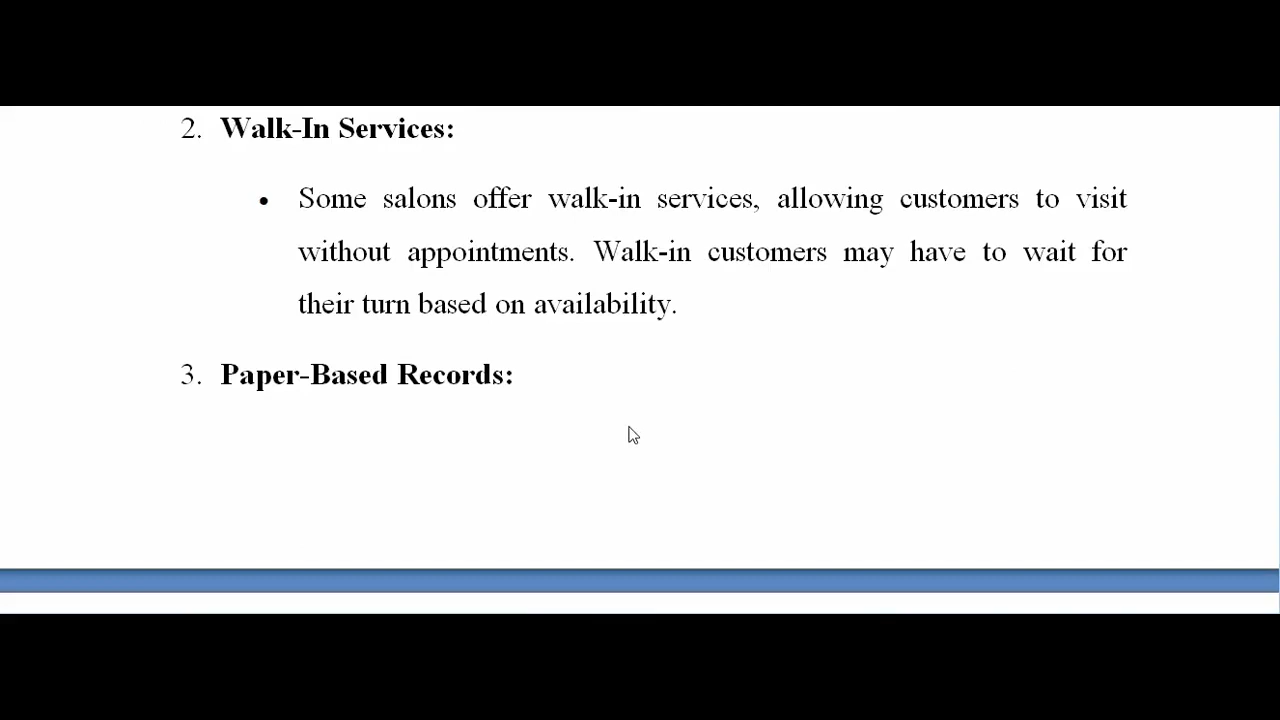 2. Walk-In Services:
• Some salons offer walk-in services, allowing customers to visit
without appointments. Walk-in customers may have to wait for
their turn based on availability.
3. Paper-Based Records: